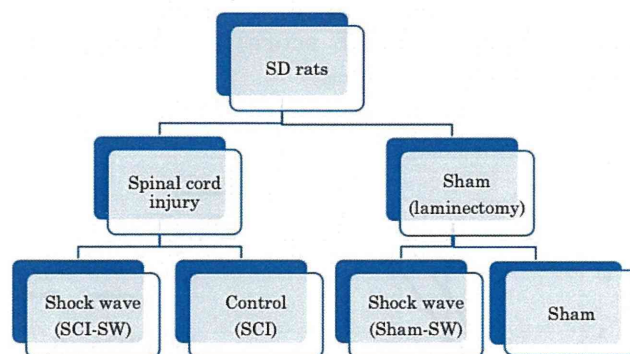 SD rats
Spinal cord
injury
Sham
(laminectomy)
Shock wave
(SCI-SW)
Control
(SCI)
Shock wave
(Sham-SW)
Sham